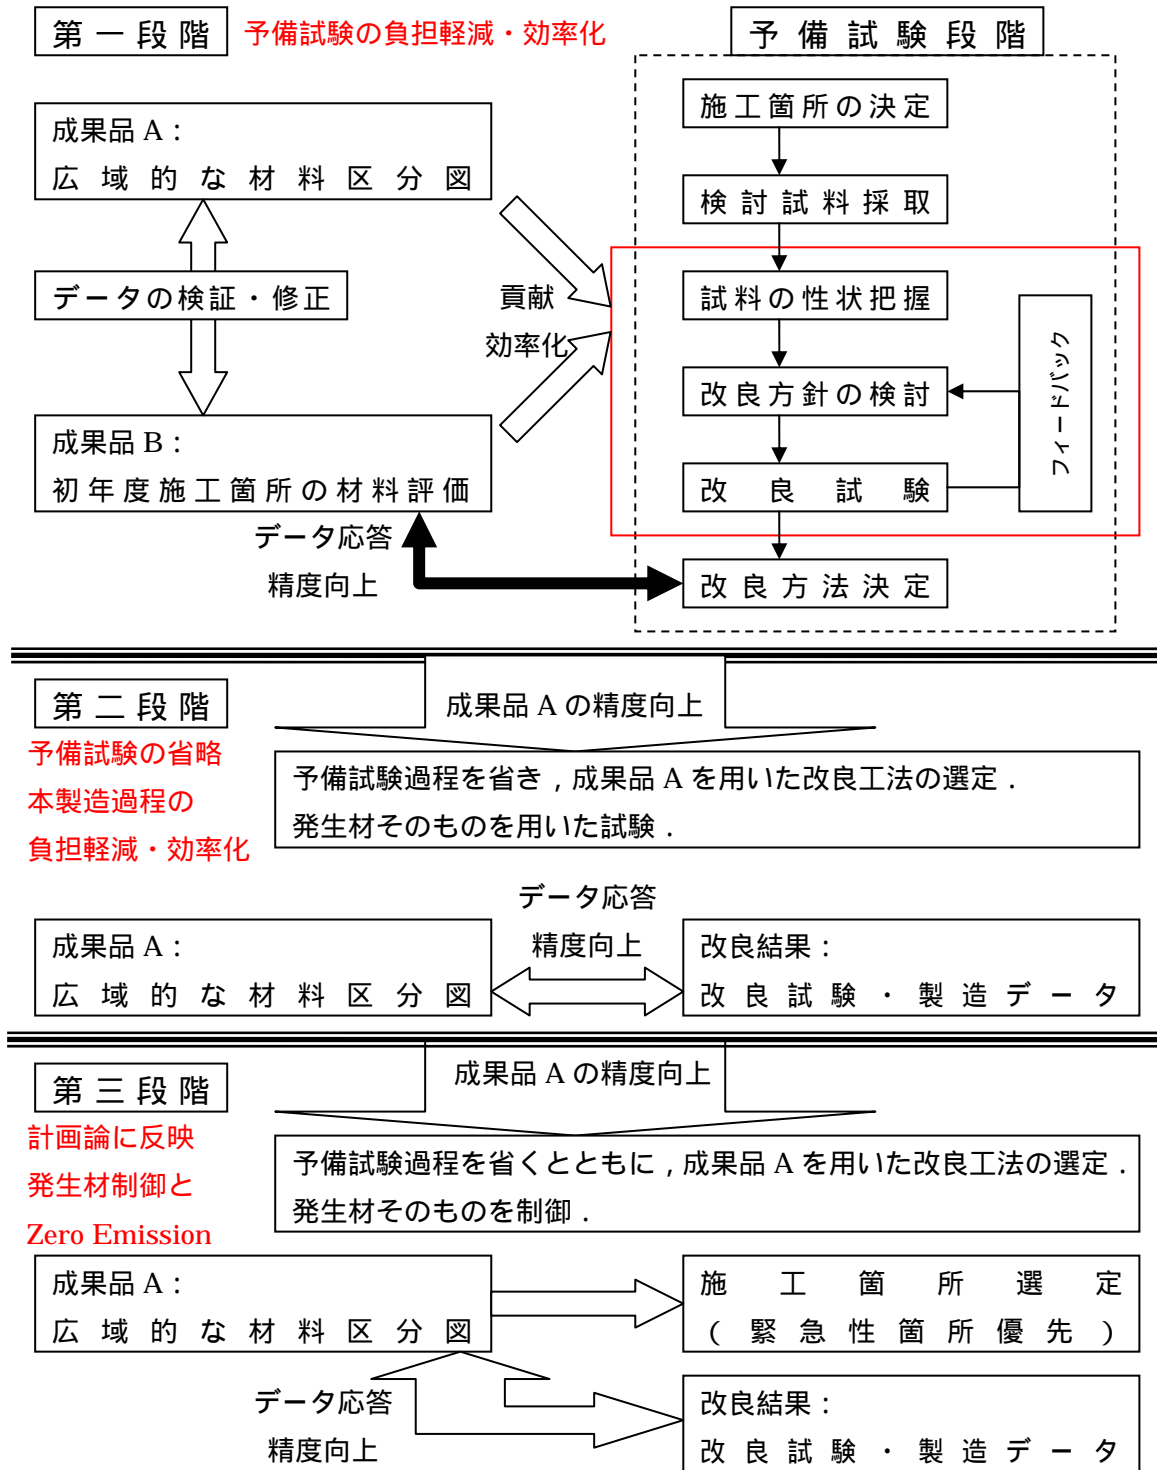 第一段階
予備試験の負担軽減・効率化
予備試験段階
施工箇所の決定
検討試料採取
試料の性状把握
改良方針の検討
改良試験
改良方法決定
フィードバック
成果品 A：
広域的な材料区分図
データの検証・修正
成果品 B：
初年度施工箇所の材料評価
貢献
効率化
データ応答
精度向上
成果品 A の精度向上
第二段階
予備試験の省略
本製造過程の
負担軽減・効率化
予備試験過程を省き，成果品 A を用いた改良工法の選定．
発生材そのものを用いた試験．
データ応答
精度向上
成果品 A：
広域的な材料区分図
改良結果：
改良試験・製造データ
成果品 A の精度向上
第三段階
計画論に反映
発生材制御と
Zero Emission
予備試験過程を省くとともに，成果品 A を用いた改良工法の選定．
発生材そのものを制御．
成果品 A：
広域的な材料区分図
施工箇所選定
(緊急性箇所優先)
データ応答
精度向上
改良結果：
改良試験・製造データ